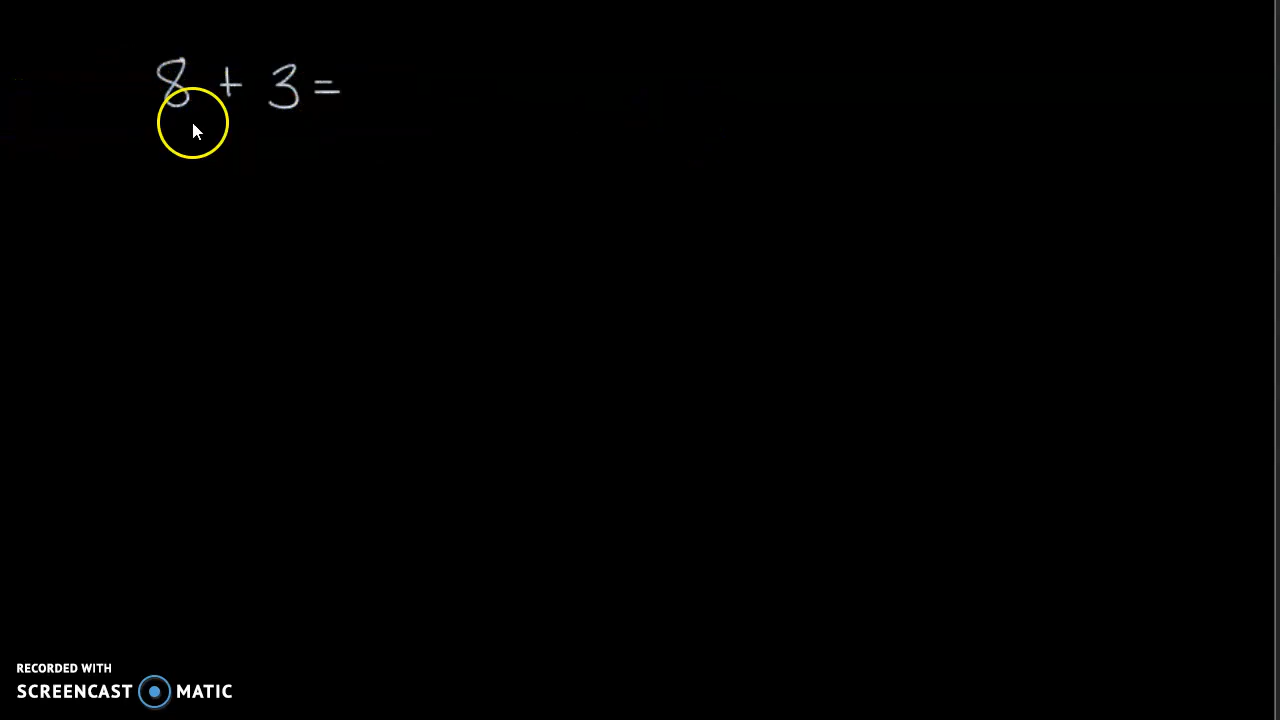 8 + 3 =
RECORDED WITH
SCREENCAST MATIC